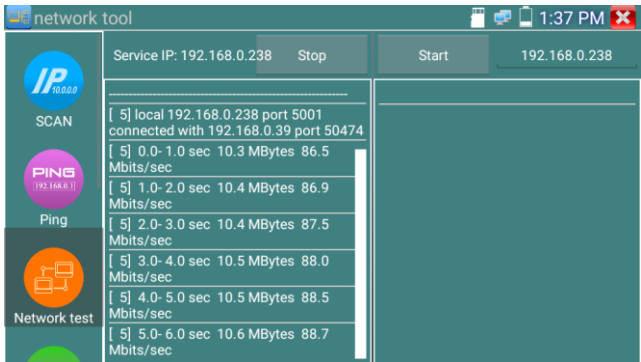 network tool
1:37 PM
Service IP: 192.168.0.238 Stop
Start 192.168.0.238
IP
10.0.0.0
SCAN
PING
[192.168.0.1]
Ping
Network test
[ 5] local 192.168.0.238 port 5001
connected with 192.168.0.39 port 50474
[ 5] 0.0- 1.0 sec 10.3 MBytes 86.5
Mbits/sec
[ 5] 1.0- 2.0 sec 10.4 MBytes 86.9
Mbits/sec
[ 5] 2.0- 3.0 sec 10.4 MBytes 87.5
Mbits/sec
[ 5] 3.0- 4.0 sec 10.5 MBytes 88.0
Mbits/sec
[ 5] 4.0- 5.0 sec 10.5 MBytes 88.5
Mbits/sec
[ 5] 5.0- 6.0 sec 10.6 MBytes 88.7
Mbits/sec